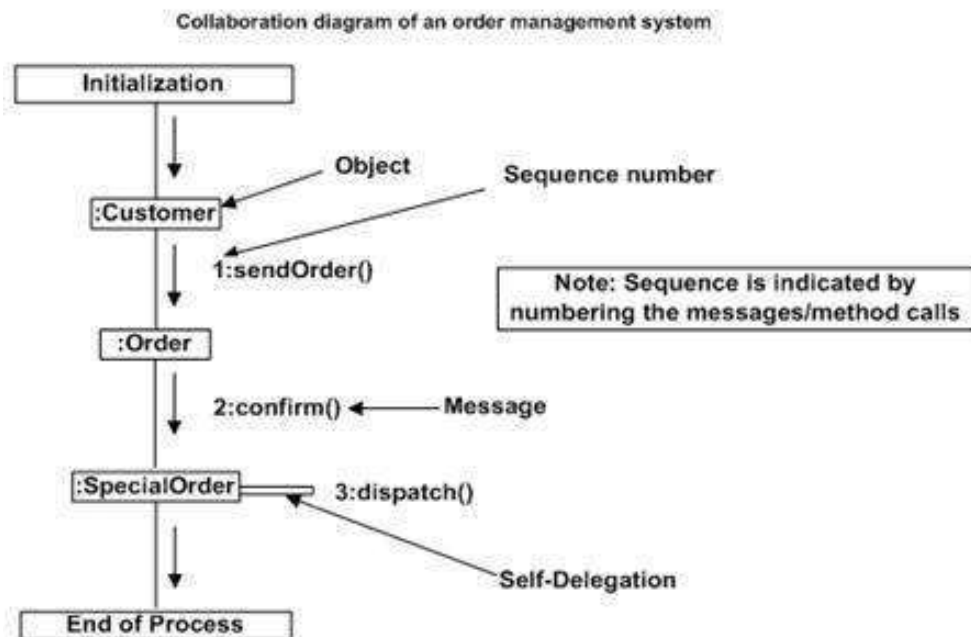 Collaboration diagram of an order management system
Initialization
Object
Sequence number
:Customer
1:sendOrder()
Note: Sequence is indicated by
numbering the messages/method calls
:Order
2:confirm()
Message
:SpecialOrder
3:dispatch()
Self-Delegation
End of Process